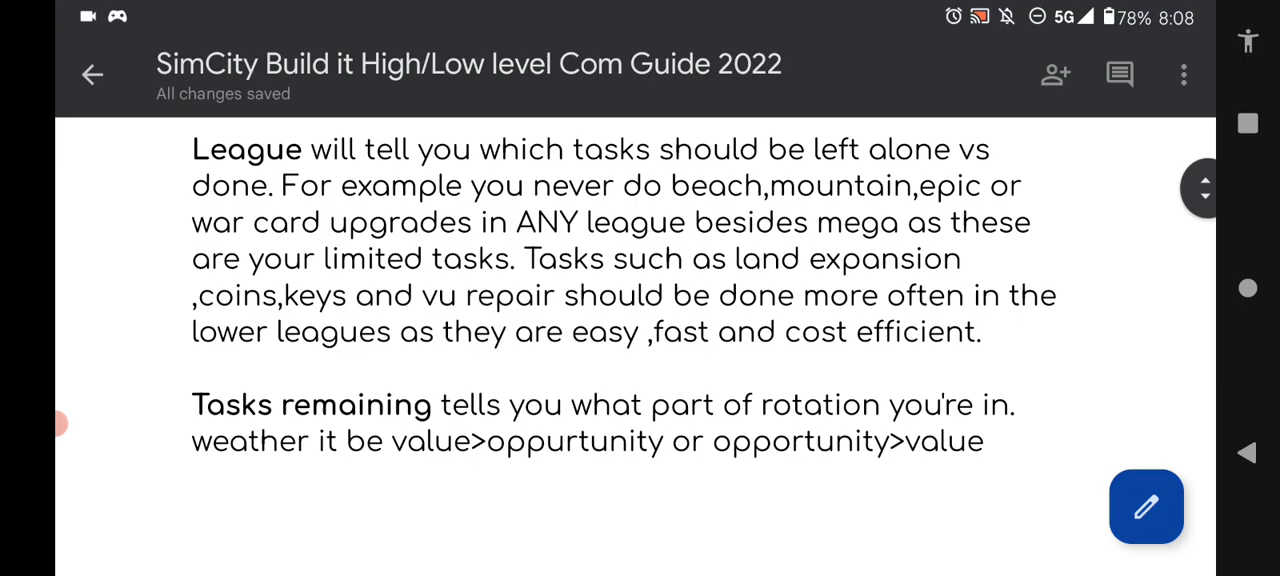 5G 78% 8:08
SimCity Build it High/Low level Com Guide 2022
All changes saved
League will tell you which tasks should be left alone vs
done. For example you never do beach,mountain,epic or
war card upgrades in ANY league besides mega as these
are your limited tasks. Tasks such as land expansion
,coins,keys and vu repair should be done more often in the
lower leagues as they are easy ,fast and cost efficient.
Tasks remaining tells you what part of rotation you're in.
weather it be value>oppurtunity or opportunity>value